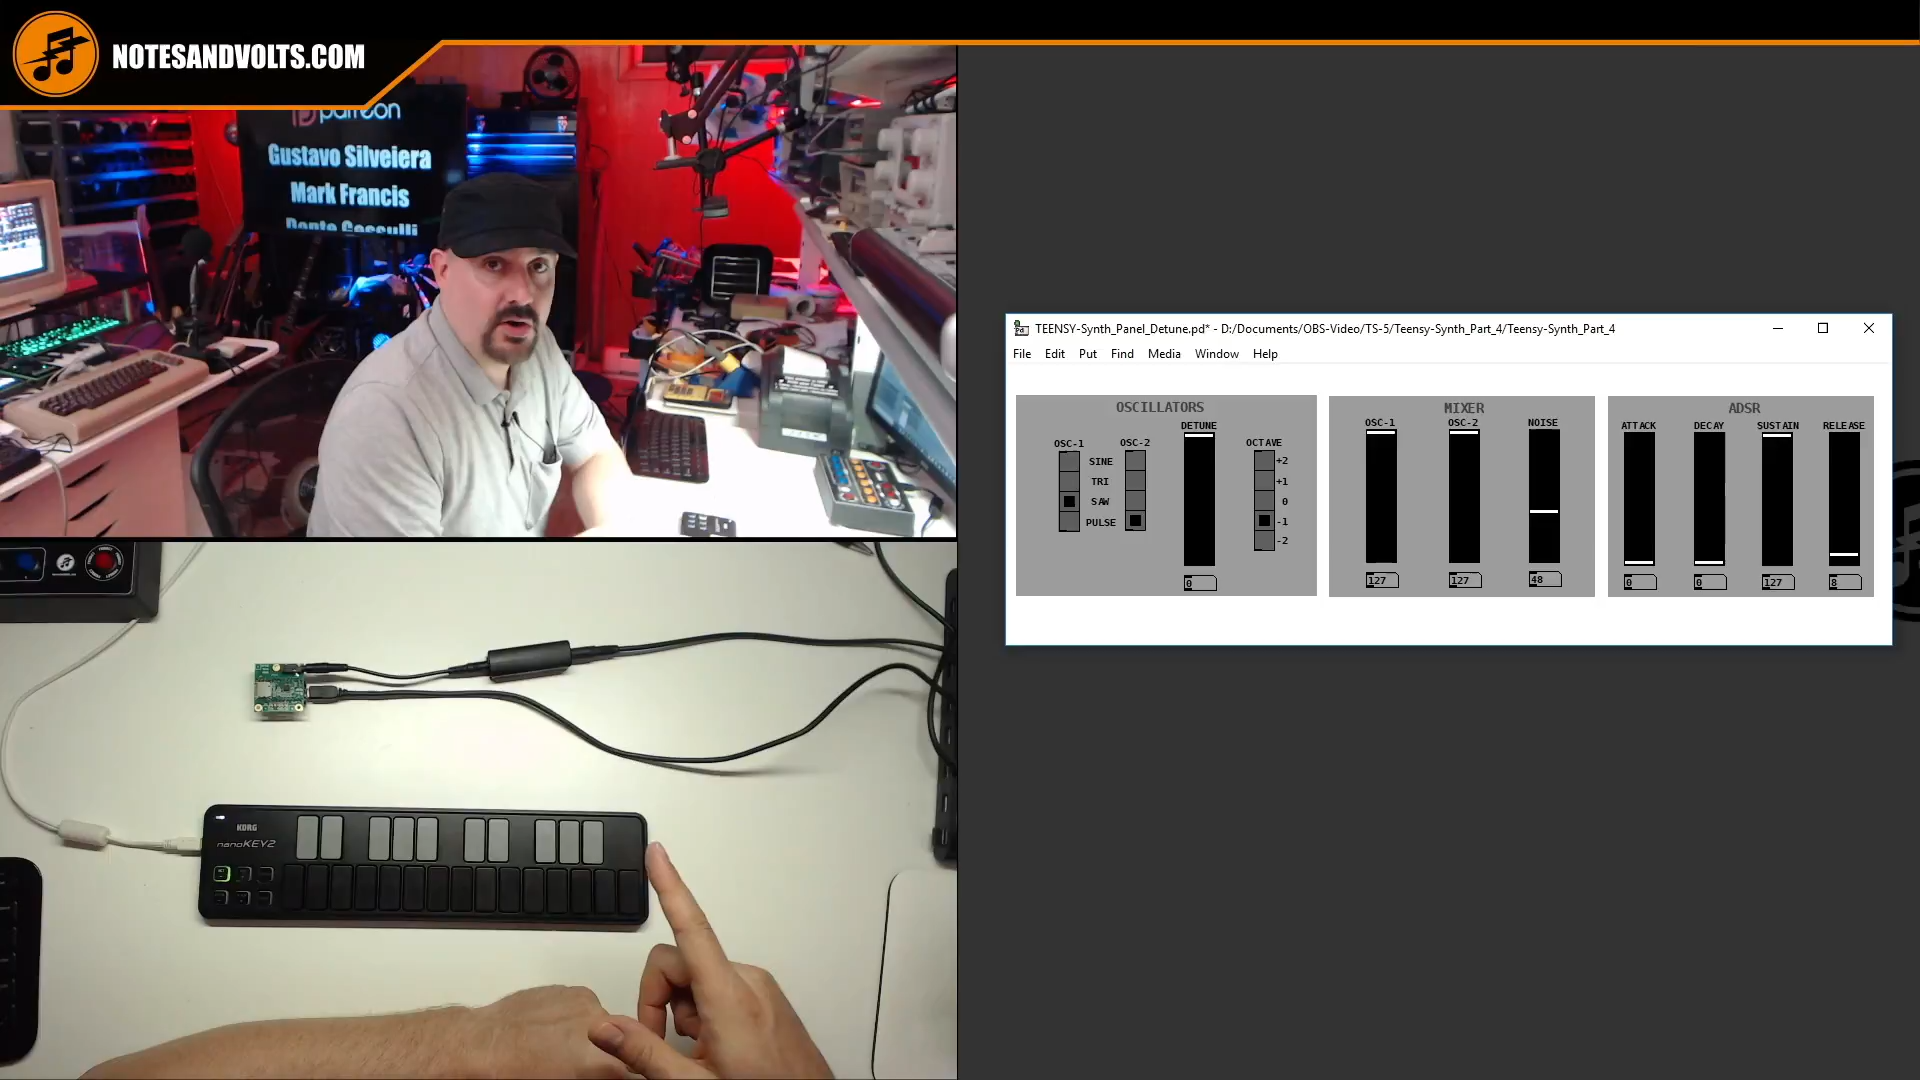 NOTESANDVOLTS.COM
patreon
Gustavo Silveiera
Mark Francis
Dante Cossulli
KORG
nanoKEY2
TEENSY-Synth_Panel_Detune.pd* - D:/Documents/OBS-Video/TS-5/Teensy-Synth_Part_4/Teensy-Synth_Part_4
File Edit Put Find Media Window Help
OSCILLATORS
DETUNE
OSC-1 OSC-2 OCTAVE
SINE +2
TRI +1
SAW 0
PULSE -1
-2
0
MIXER
OSC-1 OSC-2 NOISE
127 127 48
ADSR
ATTACK DECAY SUSTAIN RELEASE
0 0 127 8